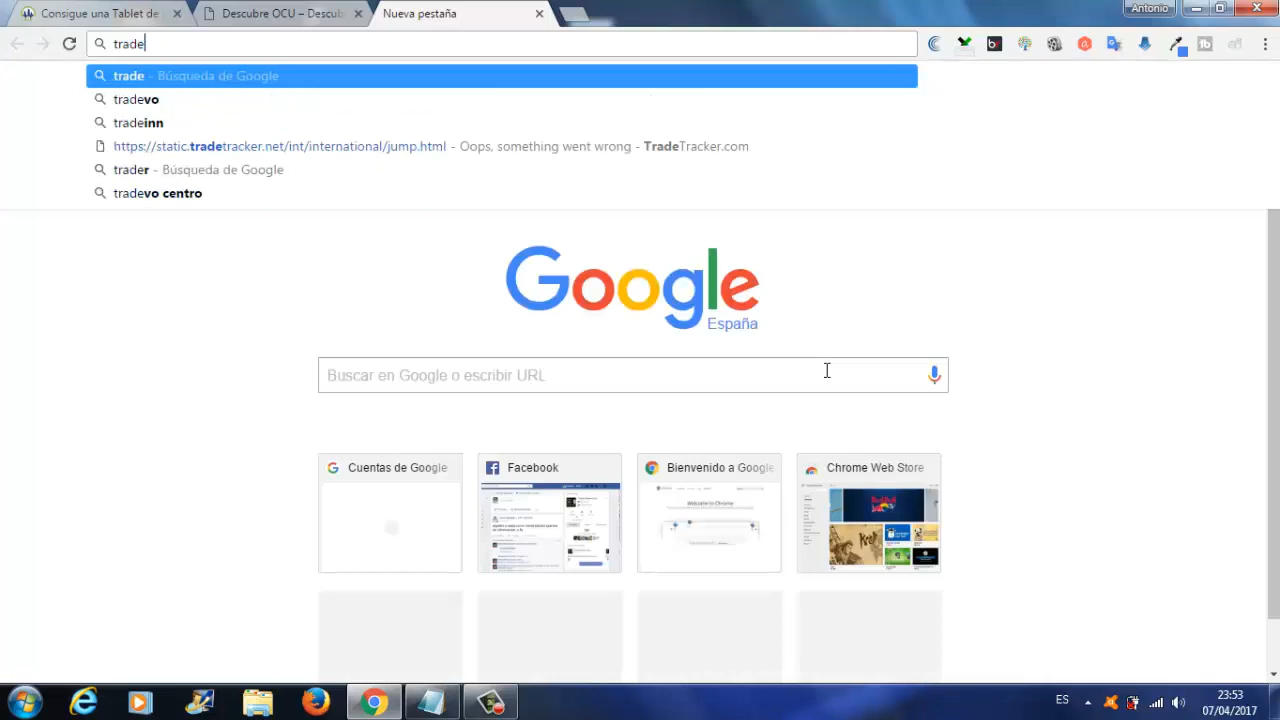 Consigue una Tablet de
Descubre OCU – Descub
Nueva pestaña
Antonio
trade
trade - Búsqueda de Google
tradevo
tradeinn
https://static.tradetracker.net/int/international/jump.html - Oops, something went wrong - TradeTracker.com
trader - Búsqueda de Google
tradevo centro
Google
España
Buscar en Google o escribir URL
Cuentas de Google
Facebook
Bienvenido a Google
Chrome Web Store
Welcome to Chrome
ES
23:53
07/04/2017